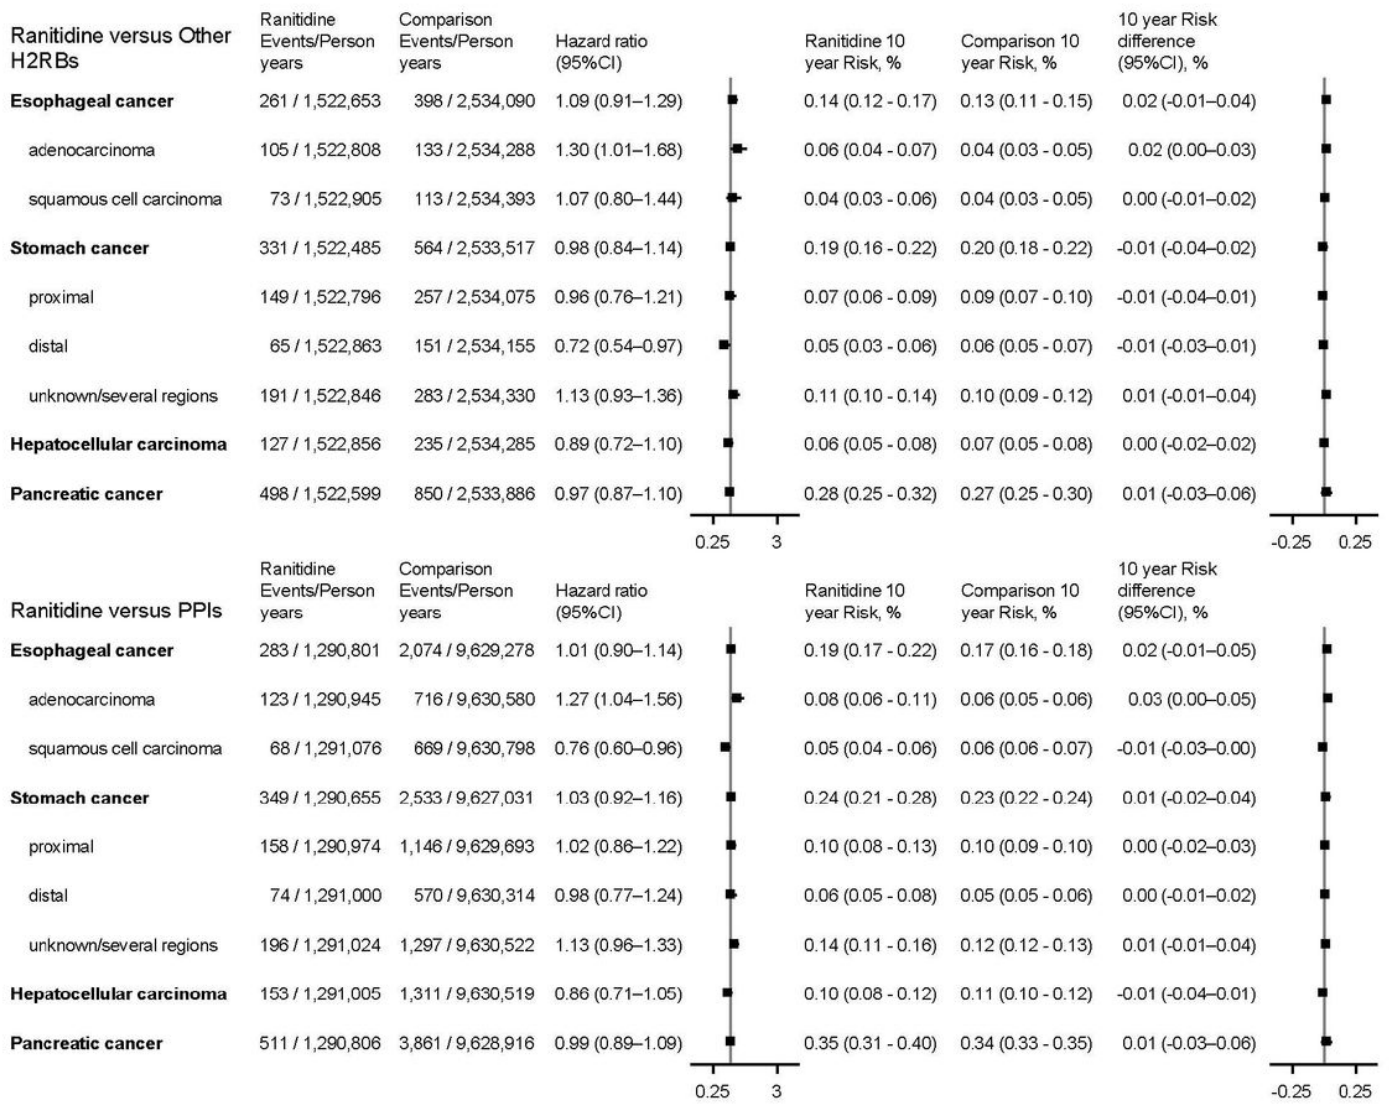 Ranitidine versus Other H2RBs
Ranitidine Events/Person years
Comparison Events/Person years
Hazard ratio (95%CI)
Ranitidine 10 year Risk, %
Comparison 10 year Risk, %
10 year Risk difference (95%CI), %
Esophageal cancer 261 / 1,522,653 398 / 2,534,090 1.09 (0.91–1.29) 0.14 (0.12 - 0.17) 0.13 (0.11 - 0.15) 0.02 (-0.01–0.04)
adenocarcinoma 105 / 1,522,808 133 / 2,534,288 1.30 (1.01–1.68) 0.06 (0.04 - 0.07) 0.04 (0.03 - 0.05) 0.02 (0.00–0.03)
squamous cell carcinoma 73 / 1,522,905 113 / 2,534,393 1.07 (0.80–1.44) 0.04 (0.03 - 0.06) 0.04 (0.03 - 0.05) 0.00 (-0.01–0.02)
Stomach cancer 331 / 1,522,485 564 / 2,533,517 0.98 (0.84–1.14) 0.19 (0.16 - 0.22) 0.20 (0.18 - 0.22) -0.01 (-0.04–0.02)
proximal 149 / 1,522,796 257 / 2,534,075 0.96 (0.76–1.21) 0.07 (0.06 - 0.09) 0.09 (0.07 - 0.10) -0.01 (-0.04–0.01)
distal 65 / 1,522,863 151 / 2,534,155 0.72 (0.54–0.97) 0.05 (0.03 - 0.06) 0.06 (0.05 - 0.07) -0.01 (-0.03–0.01)
unknown/several regions 191 / 1,522,846 283 / 2,534,330 1.13 (0.93–1.36) 0.11 (0.10 - 0.14) 0.10 (0.09 - 0.12) 0.01 (-0.01–0.04)
Hepatocellular carcinoma 127 / 1,522,856 235 / 2,534,285 0.89 (0.72–1.10) 0.06 (0.05 - 0.08) 0.07 (0.05 - 0.08) 0.00 (-0.02–0.02)
Pancreatic cancer 498 / 1,522,599 850 / 2,533,886 0.97 (0.87–1.10) 0.28 (0.25 - 0.32) 0.27 (0.25 - 0.30) 0.01 (-0.03–0.06)
0.25 3 -0.25 0.25
Ranitidine versus PPIs
Ranitidine Events/Person years
Comparison Events/Person years
Hazard ratio (95%CI)
Ranitidine 10 year Risk, %
Comparison 10 year Risk, %
10 year Risk difference (95%CI), %
Esophageal cancer 283 / 1,290,801 2,074 / 9,629,278 1.01 (0.90–1.14) 0.19 (0.17 - 0.22) 0.17 (0.16 - 0.18) 0.02 (-0.01–0.05)
adenocarcinoma 123 / 1,290,945 716 / 9,630,580 1.27 (1.04–1.56) 0.08 (0.06 - 0.11) 0.06 (0.05 - 0.06) 0.03 (0.00–0.05)
squamous cell carcinoma 68 / 1,291,076 669 / 9,630,798 0.76 (0.60–0.96) 0.05 (0.04 - 0.06) 0.06 (0.06 - 0.07) -0.01 (-0.03–0.00)
Stomach cancer 349 / 1,290,655 2,533 / 9,627,031 1.03 (0.92–1.16) 0.24 (0.21 - 0.28) 0.23 (0.22 - 0.24) 0.01 (-0.02–0.04)
proximal 158 / 1,290,974 1,146 / 9,629,693 1.02 (0.86–1.22) 0.10 (0.08 - 0.13) 0.10 (0.09 - 0.10) 0.00 (-0.02–0.03)
distal 74 / 1,291,000 570 / 9,630,314 0.98 (0.77–1.24) 0.06 (0.05 - 0.08) 0.05 (0.05 - 0.06) 0.00 (-0.01–0.02)
unknown/several regions 196 / 1,291,024 1,297 / 9,630,522 1.13 (0.96–1.33) 0.14 (0.11 - 0.16) 0.12 (0.12 - 0.13) 0.01 (-0.01–0.04)
Hepatocellular carcinoma 153 / 1,291,005 1,311 / 9,630,519 0.86 (0.71–1.05) 0.10 (0.08 - 0.12) 0.11 (0.10 - 0.12) -0.01 (-0.04–0.01)
Pancreatic cancer 511 / 1,290,806 3,861 / 9,628,916 0.99 (0.89–1.09) 0.35 (0.31 - 0.40) 0.34 (0.33 - 0.35) 0.01 (-0.03–0.06)
0.25 3 -0.25 0.25